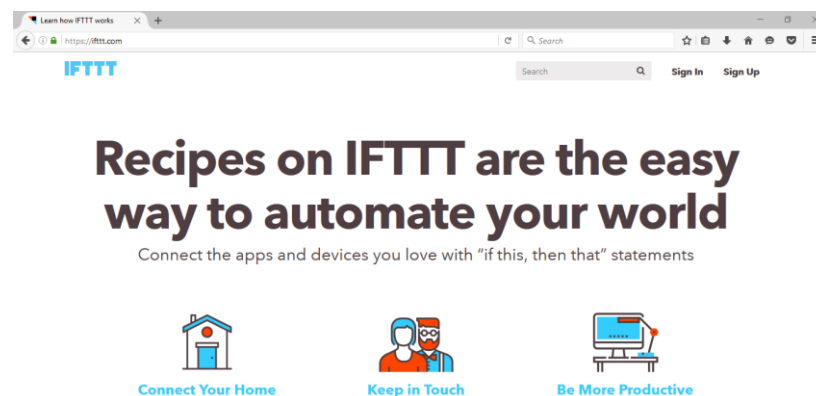 Learn how IFTTT works
https://ifttt.com
Search
IFTTT
Search
Sign In
Sign Up
Recipes on IFTTT are the easy
way to automate your world
Connect the apps and devices you love with “if this, then that” statements
Connect Your Home
Keep in Touch
Be More Productive